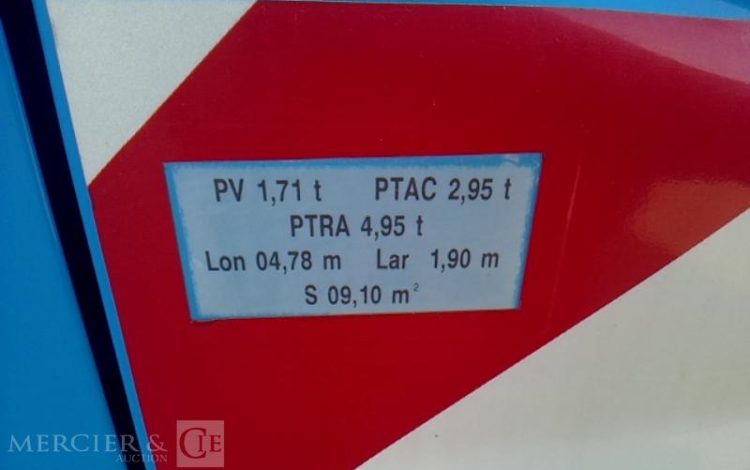 PV 1,71 t PTAC 2,95 t
PTRA 4,95 t
Lon 04,78 m Lar 1,90 m
S 09,10 m²
MERCIER & CIE
AUCTION